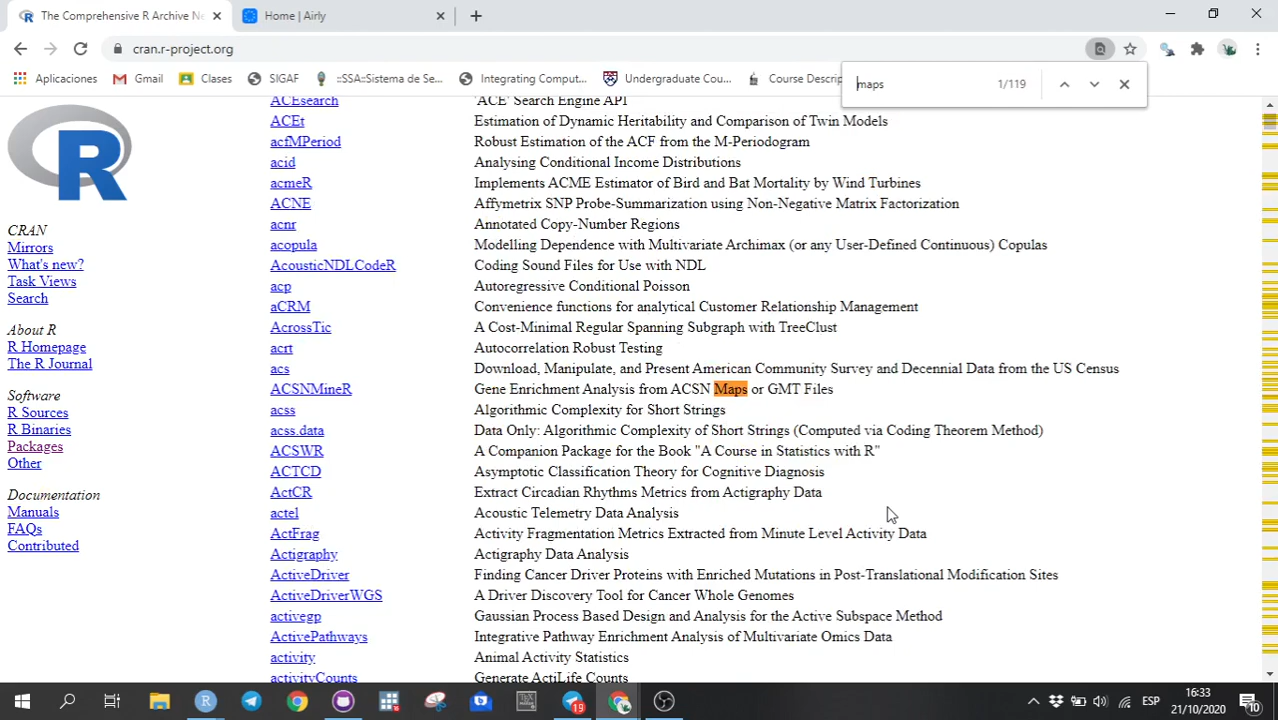 The Comprehensive R Archive Ne
Home | Airly
cran.r-project.org
Aplicaciones
Gmail
Clases
SIGAF
::SSA::Sistema de Se...
Integrating Comput...
Undergraduate Cou...
Course Descrip
maps
1/119
R
CRAN
Mirrors
What's new?
Task Views
Search
About R
R Homepage
The R Journal
Software
R Sources
R Binaries
Packages
Other
Documentation
Manuals
FAQs
Contributed
ACEsearch 'ACE' Search Engine API
ACEt Estimation of Dynamic Heritability and Comparison of Twin Models
acfMPeriod Robust Estimation of the ACF from the M-Periodogram
acid Analysing Conditional Income Distributions
acmeR Implements ACME Estimator of Bird and Bat Mortality by Wind Turbines
ACNE Affymetrix SNP Probe-Summarization using Non-Negative Matrix Factorization
acnr Annotated Copy-Number Regions
acopula Modelling Dependence with Multivariate Archimax (or any User-Defined Continuous) Copulas
AcousticNDLCodeR Coding Sound Files for Use with NDL
acp Autoregressive Conditional Poisson
aCRM Convenience functions for analytical Customer Relationship Management
AcrossTic A Cost-Minimal Regular Spanning Subgraph with TreeClust
acrt Autocorrelation Robust Testing
acs Download, Manipulate, and Present American Community Survey and Decennial Data from the US Census
ACSNMineR Gene Enrichment Analysis from ACSN Maps or GMT Files
acss Algorithmic Complexity for Short Strings
acss.data Data Only: Algorithmic Complexity of Short Strings (Computed via Coding Theorem Method)
ACSWR A Companion Package for the Book "A Course in Statistics with R"
ACTCD Asymptotic Classification Theory for Cognitive Diagnosis
ActCR Extract Circadian Rhythms Metrics from Actigraphy Data
actel Acoustic Telemetry Data Analysis
ActFrag Activity Fragmentation Metrics Extracted from Minute Level Activity Data
Actigraphy Actigraphy Data Analysis
ActiveDriver Finding Cancer Driver Proteins with Enriched Mutations in Post-Translational Modification Sites
ActiveDriverWGS A Driver Discovery Tool for Cancer Whole Genomes
activegp Gaussian Process Based Design and Analysis for the Active Subspace Method
ActivePathways Integrative Pathway Enrichment Analysis of Multivariate Omics Data
activity Animal Activity Statistics
activityCounts Generate ActiLife Counts
19
ESP
16:33
21/10/2020
10